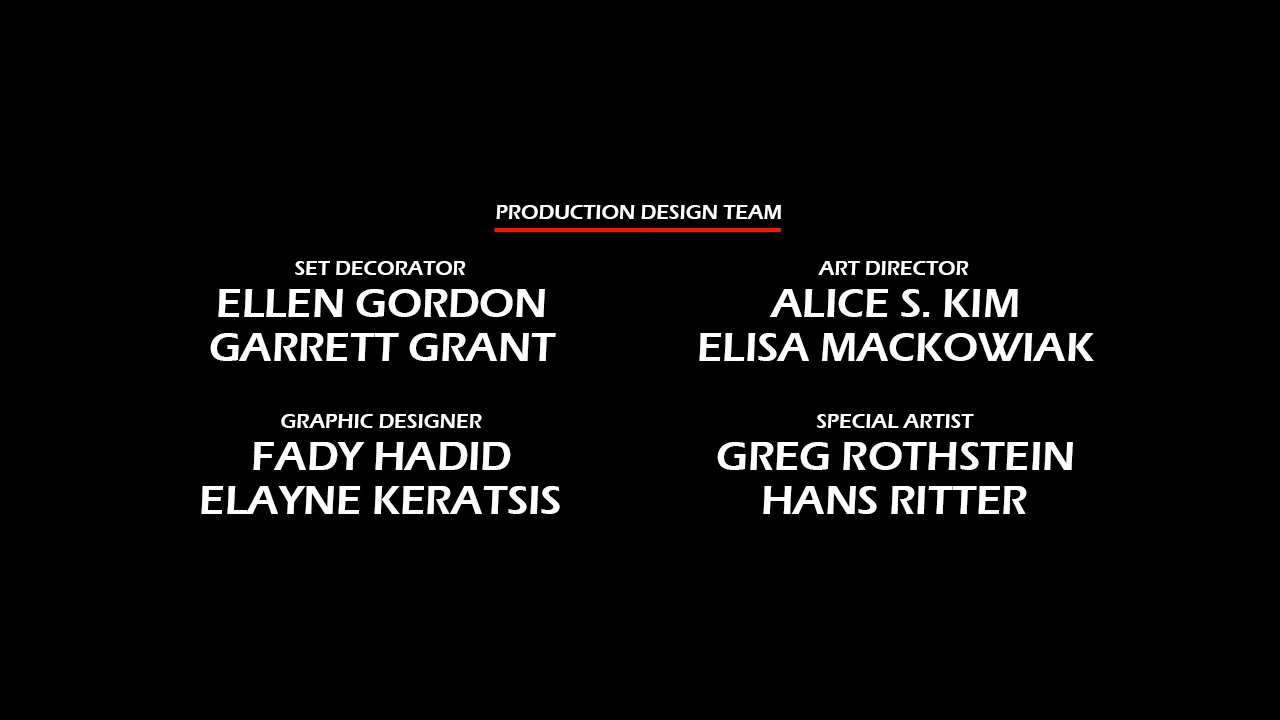 PRODUCTION DESIGN TEAM
SET DECORATOR
ELLEN GORDON
GARRETT GRANT
ART DIRECTOR
ALICE S. KIM
ELISA MACKOWIAK
GRAPHIC DESIGNER
FADY HADID
ELAYNE KERATSIS
SPECIAL ARTIST
GREG ROTHSTEIN
HANS RITTER